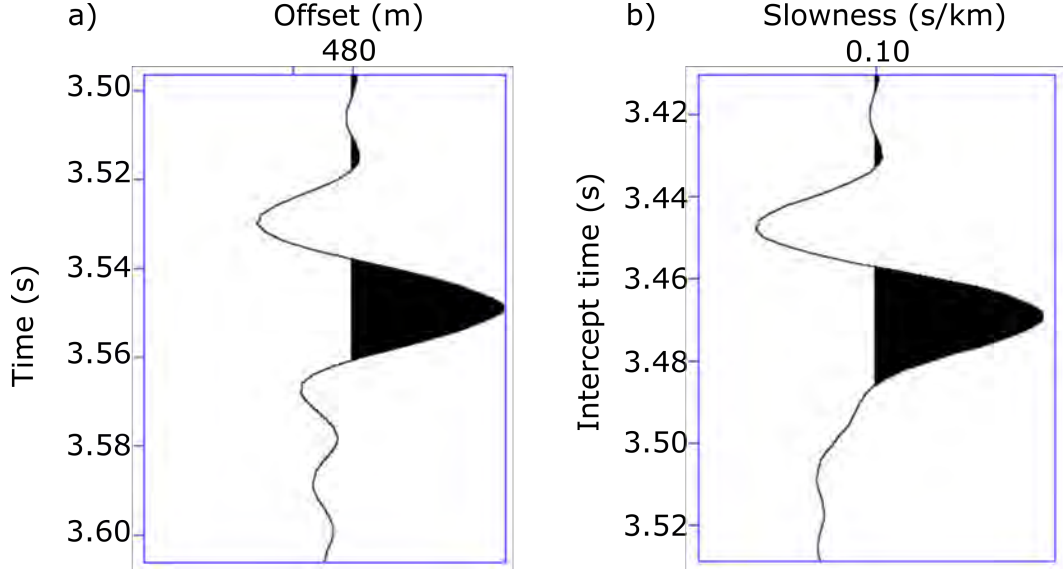 a)
Offset (m)
480
Time (s)
3.50
3.52
3.54
3.56
3.58
3.60
b)
Slowness (s/km)
0.10
Intercept time (s)
3.42
3.44
3.46
3.48
3.50
3.52